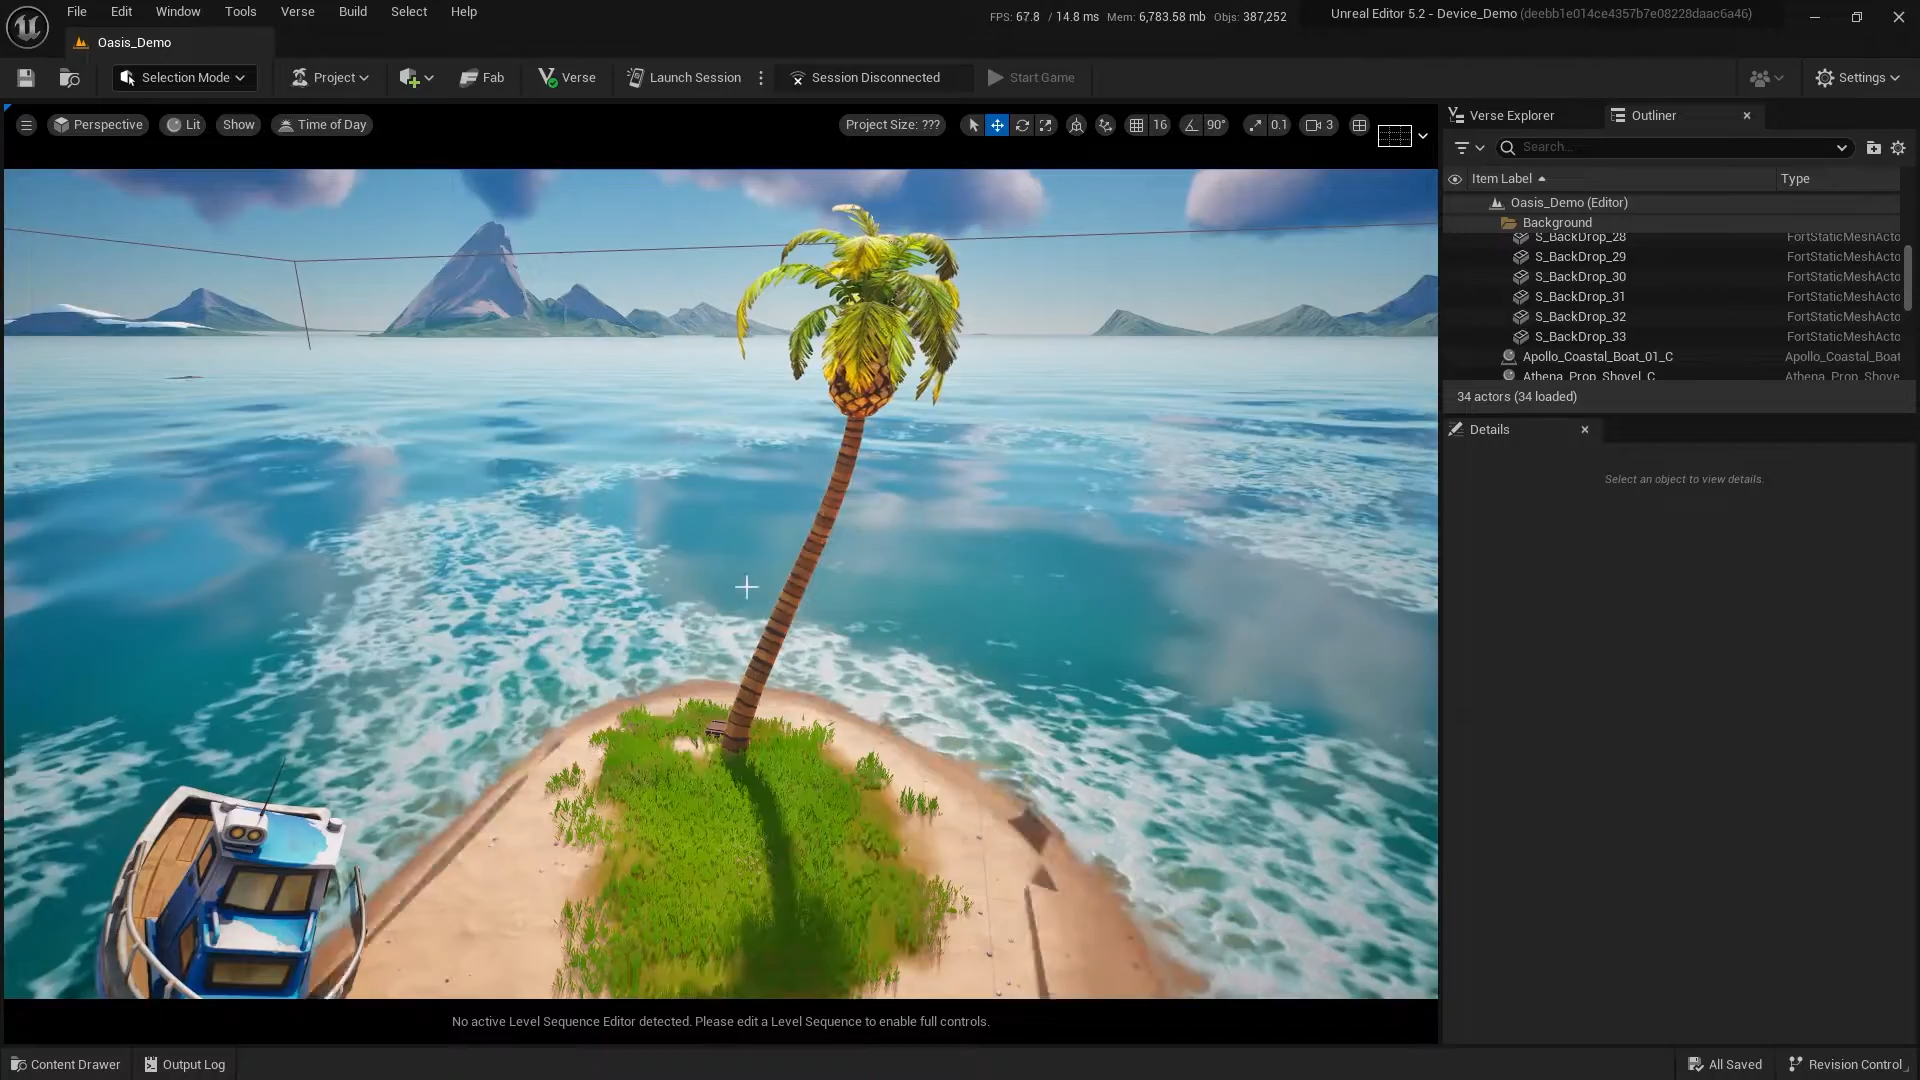 File Edit Window Tools Verse Build Select Help
FPS: 67.8 / 14.8 ms Mem: 6,783.58 mb Objs: 387,252
Unreal Editor 5.2 - Device_Demo (deebb1e014ce4357b7e08228daac6a46)
Oasis_Demo
Selection Mode Project Fab Verse Launch Session Session Disconnected Start Game Settings
Perspective Lit Show Time of Day Project Size: ??? 16 90° 0.1 3
Verse Explorer Outliner
Search...
Item Label Type
Oasis_Demo (Editor)
Background
S_BackDrop_28 FortStaticMeshActo
S_BackDrop_29 FortStaticMeshActo
S_BackDrop_30 FortStaticMeshActo
S_BackDrop_31 FortStaticMeshActo
S_BackDrop_32 FortStaticMeshActo
S_BackDrop_33 FortStaticMeshActo
Apollo_Coastal_Boat_01_C Apollo_Coastal_Boat
Athena_Prop_Shovel_C Athena_Prop_Shove
34 actors (34 loaded)
Details
Select an object to view details.
No active Level Sequence Editor detected. Please edit a Level Sequence to enable full controls.
Content Drawer Output Log All Saved Revision Control